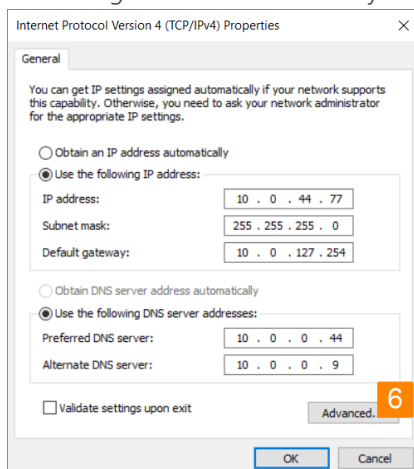 Internet Protocol Version 4 (TCP/IPv4) Properties
General
You can get IP settings assigned automatically if your network supports
this capability. Otherwise, you need to ask your network administrator
for the appropriate IP settings.
Obtain an IP address automatically
Use the following IP address:
IP address: 10 . 0 . 44 . 77
Subnet mask: 255 . 255 . 255 . 0
Default gateway: 10 . 0 . 127 . 254
Obtain DNS server address automatically
Use the following DNS server addresses:
Preferred DNS server: 10 . 0 . 0 . 44
Alternate DNS server: 10 . 0 . 0 . 9
6
Validate settings upon exit
Advanced..
OK Cancel